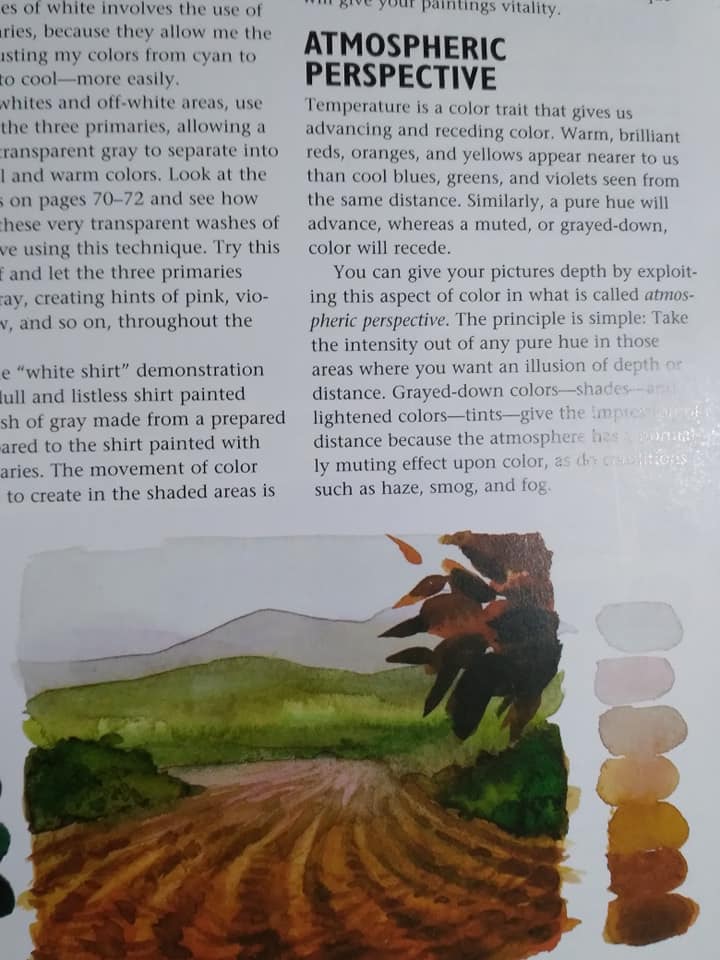 es of white involves the use of
ries, because they allow me the
sting my colors from cyan to
to cool—more easily.
whites and off-white areas, use
the three primaries, allowing a
transparent gray to separate into
l and warm colors. Look at the
s on pages 70–72 and see how
these very transparent washes of
ve using this technique. Try this
f and let the three primaries
ray, creating hints of pink, vio-
w, and so on, throughout the
e “white shirt” demonstration
dull and listless shirt painted
sh of gray made from a prepared
ared to the shirt painted with
aries. The movement of color
to create in the shaded areas is
will give your paintings vitality.
ATMOSPHERIC
PERSPECTIVE
Temperature is a color trait that gives us
advancing and receding color. Warm, brilliant
reds, oranges, and yellows appear nearer to us
than cool blues, greens, and violets seen from
the same distance. Similarly, a pure hue will
advance, whereas a muted, or grayed-down,
color will recede.
You can give your pictures depth by exploit-
ing this aspect of color in what is called atmos-
pheric perspective. The principle is simple: Take
the intensity out of any pure hue in those
areas where you want an illusion of depth or
distance. Grayed-down colors—shades—and
lightened colors—tints—give the impression of
distance because the atmosphere has a normal-
ly muting effect upon color, as do conditions
such as haze, smog, and fog.